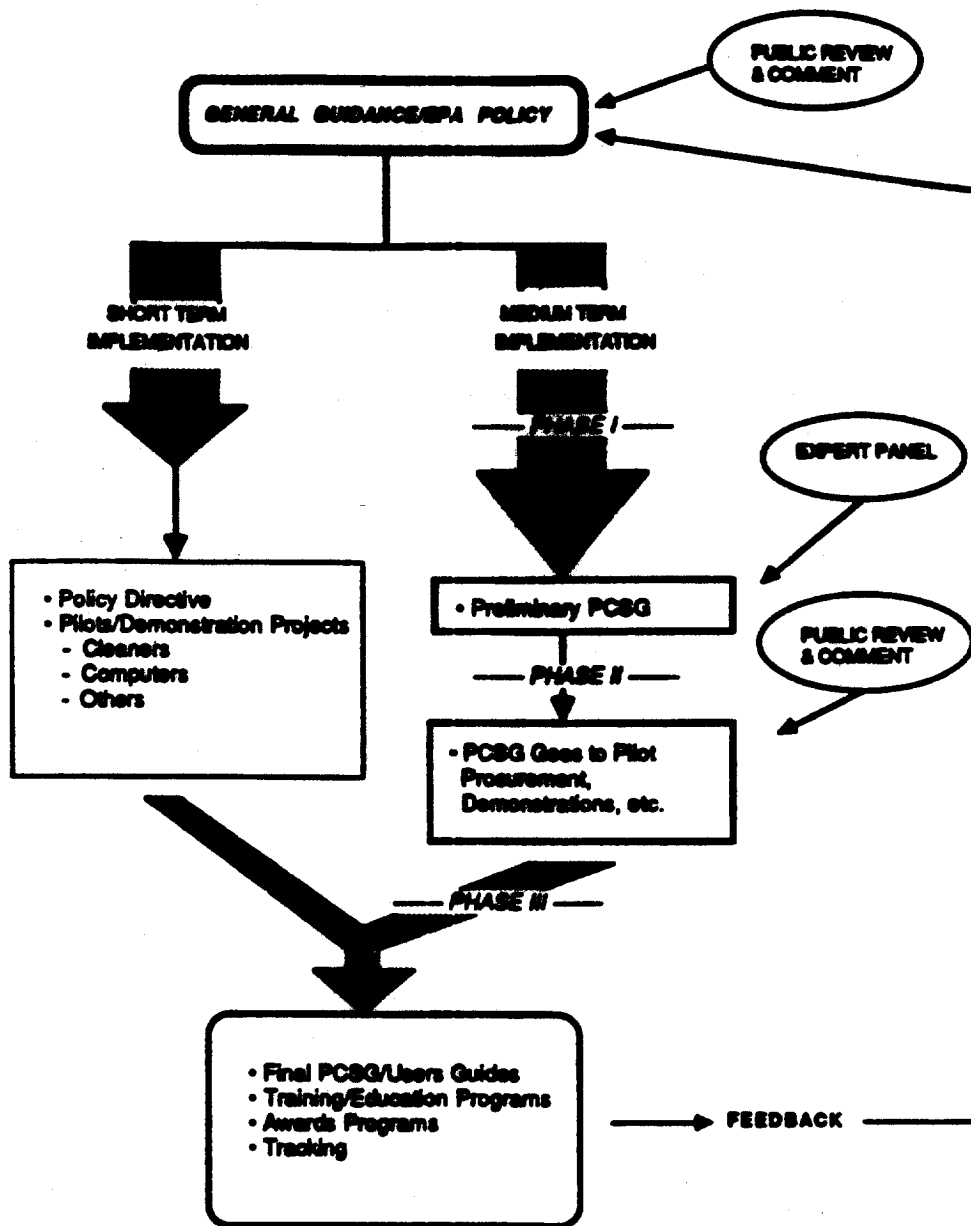 PUBLIC REVIEW
& COMMENT
GENERAL GUIDANCE/EPA POLICY
SHORT TERM
IMPLEMENTATION
MEDIUM TERM
IMPLEMENTATION
PHASE I
EXPERT PANEL
• Policy Directive
• Pilots/Demonstration Projects
- Cleaners
- Computers
- Others
• Preliminary PCSG
PUBLIC REVIEW
& COMMENT
PHASE II
• PCSG Goes to Pilot
Procurement,
Demonstrations, etc.
PHASE III
• Final PCSG/Users Guides
• Training/Education Programs
• Awards Programs
• Tracking
FEEDBACK